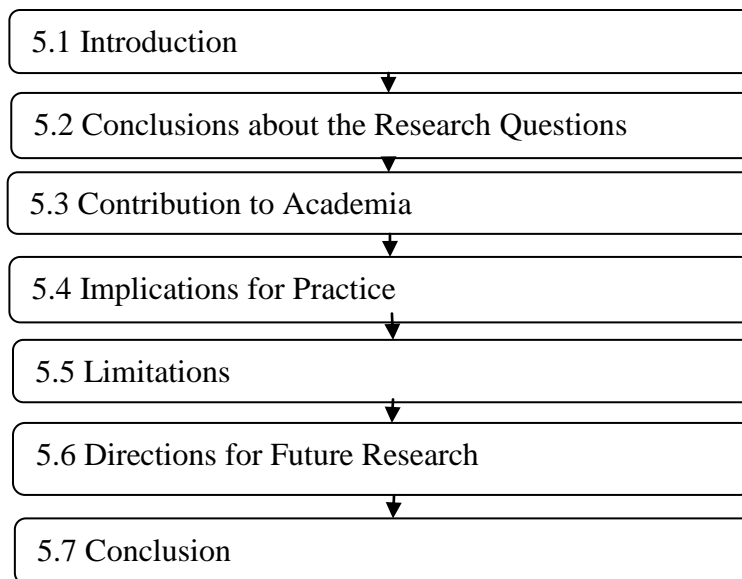 5.1 Introduction
5.2 Conclusions about the Research Questions
5.3 Contribution to Academia
5.4 Implications for Practice
5.5 Limitations
5.6 Directions for Future Research
5.7 Conclusion